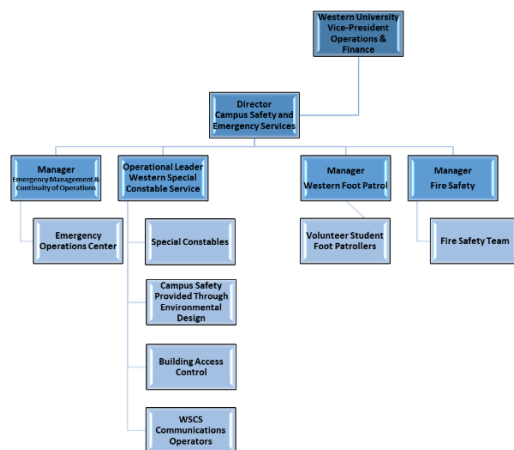 Western University
Vice-President
Operations &
Finance
Director
Campus Safety and
Emergency Services
Manager
Emergency Management &
Continuity of Operations
Operational Leader
Western Special
Constable Service
Manager
Western Foot Patrol
Manager
Fire Safety
Emergency
Operations Center
Special Constables
Volunteer Student
Foot Patrollers
Fire Safety Team
Campus Safety
Provided Through
Environmental
Design
Building Access
Control
WSCS
Communications
Operators